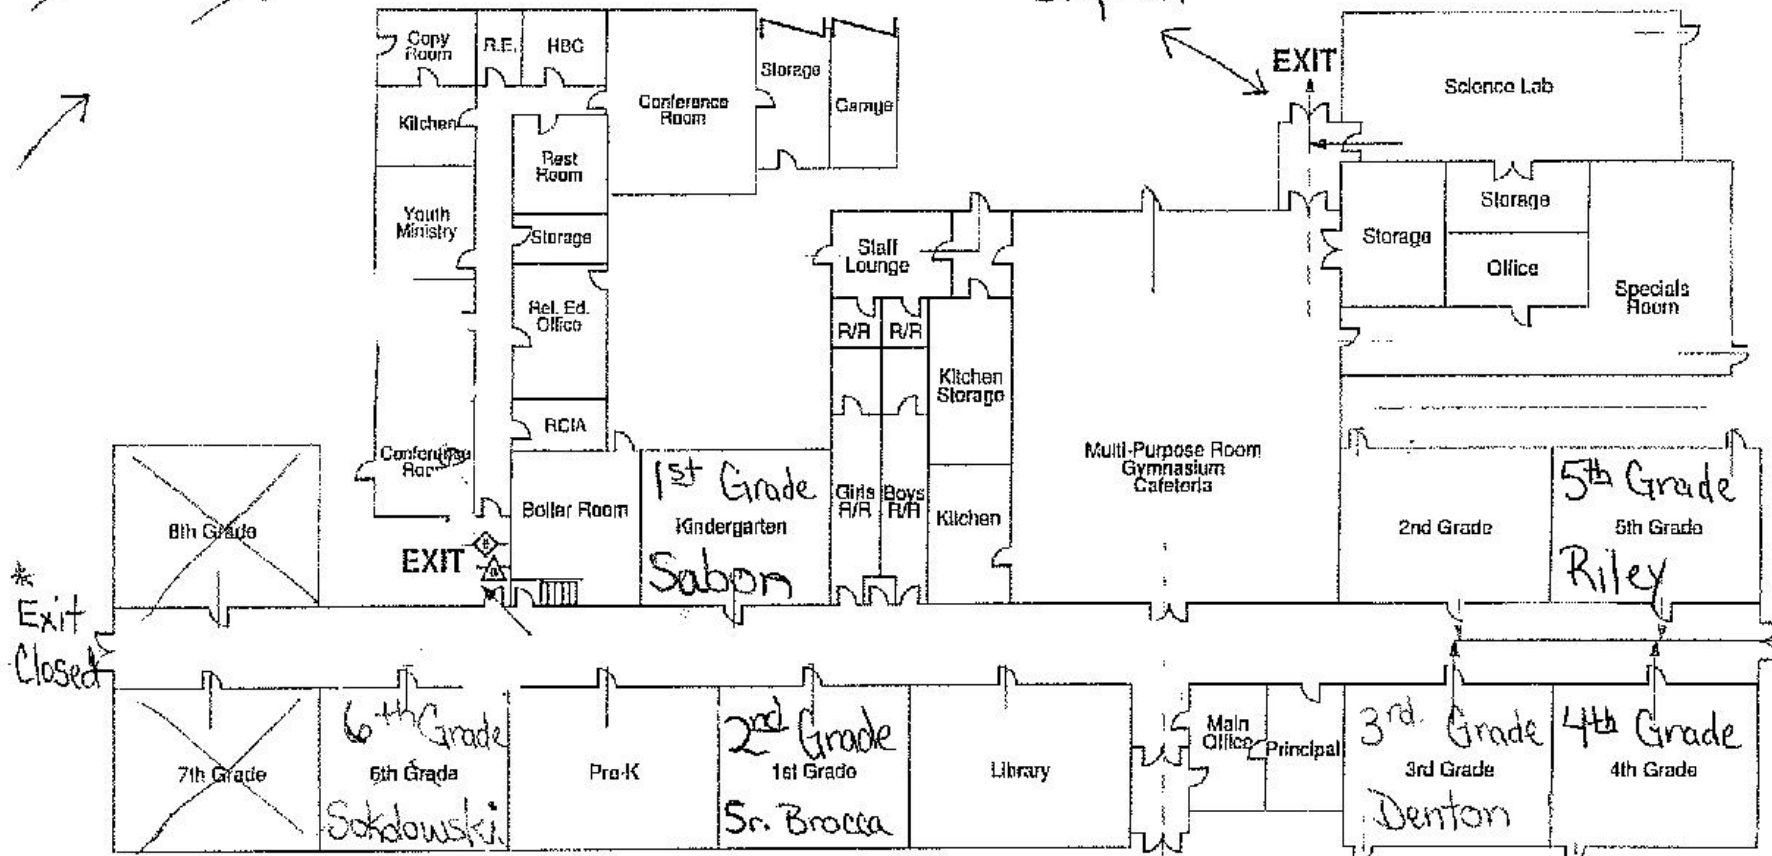 Copy
Room
R.E.
HBC
Storage
Garage
Conference
Room
EXIT
Science Lab
Kitchen
Rest
Room
Youth
Ministry
Storage
Staff
Lounge
Storage
Storage
Office
Specials
Room
Rel. Ed.
Office
R/R
R/R
Kitchen
Storage
RCIA
Conference
Room
Multi-Purpose Room
Gymnasium
Cafeteria
8th Grade
Boiler Room
1st Grade
Kindergarten
Girls
R/R
Boys
R/R
Kitchen
2nd Grade
5th Grade
5th Grade
Riley
EXIT
*
Exit
Closed
7th Grade
6th Grade
6th Grade
Pre-K
2nd Grade
1st Grade
Sr. Brocca
Library
Main
Office
Principal
3rd. Grade
3rd Grade
Denton
4th Grade
4th Grade